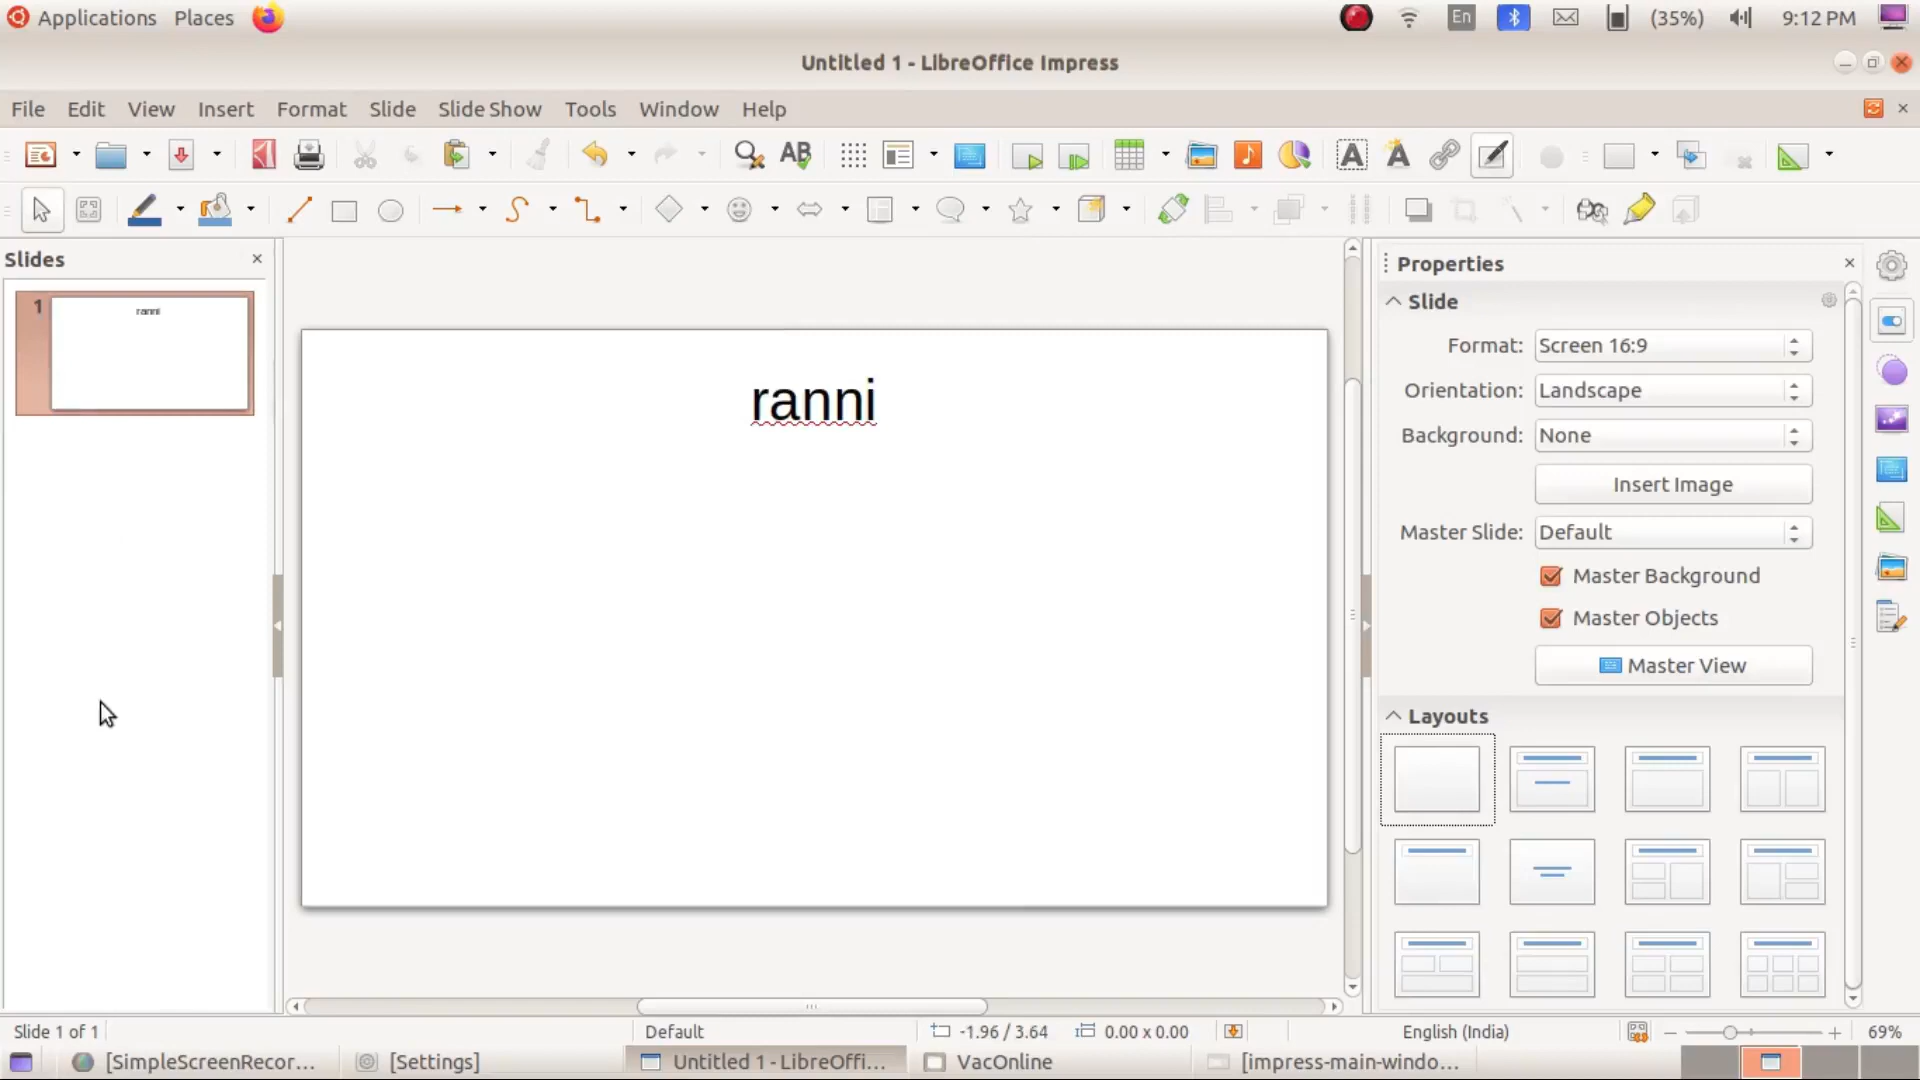 Applications Places En (35%) 9:12 PM
Untitled 1 - LibreOffice Impress
File Edit View Insert Format Slide Slide Show Tools Window Help
Slides
1 ranni
ranni
Properties
Slide
Format: Screen 16:9
Orientation: Landscape
Background: None
Insert Image
Master Slide: Default
Master Background
Master Objects
Master View
Layouts
Slide 1 of 1 Default -1.96 / 3.64 0.00 x 0.00 English (India) 69%
[SimpleScreenRecor... [Settings] Untitled 1 - LibreOffi... VacOnline [impress-main-windo...